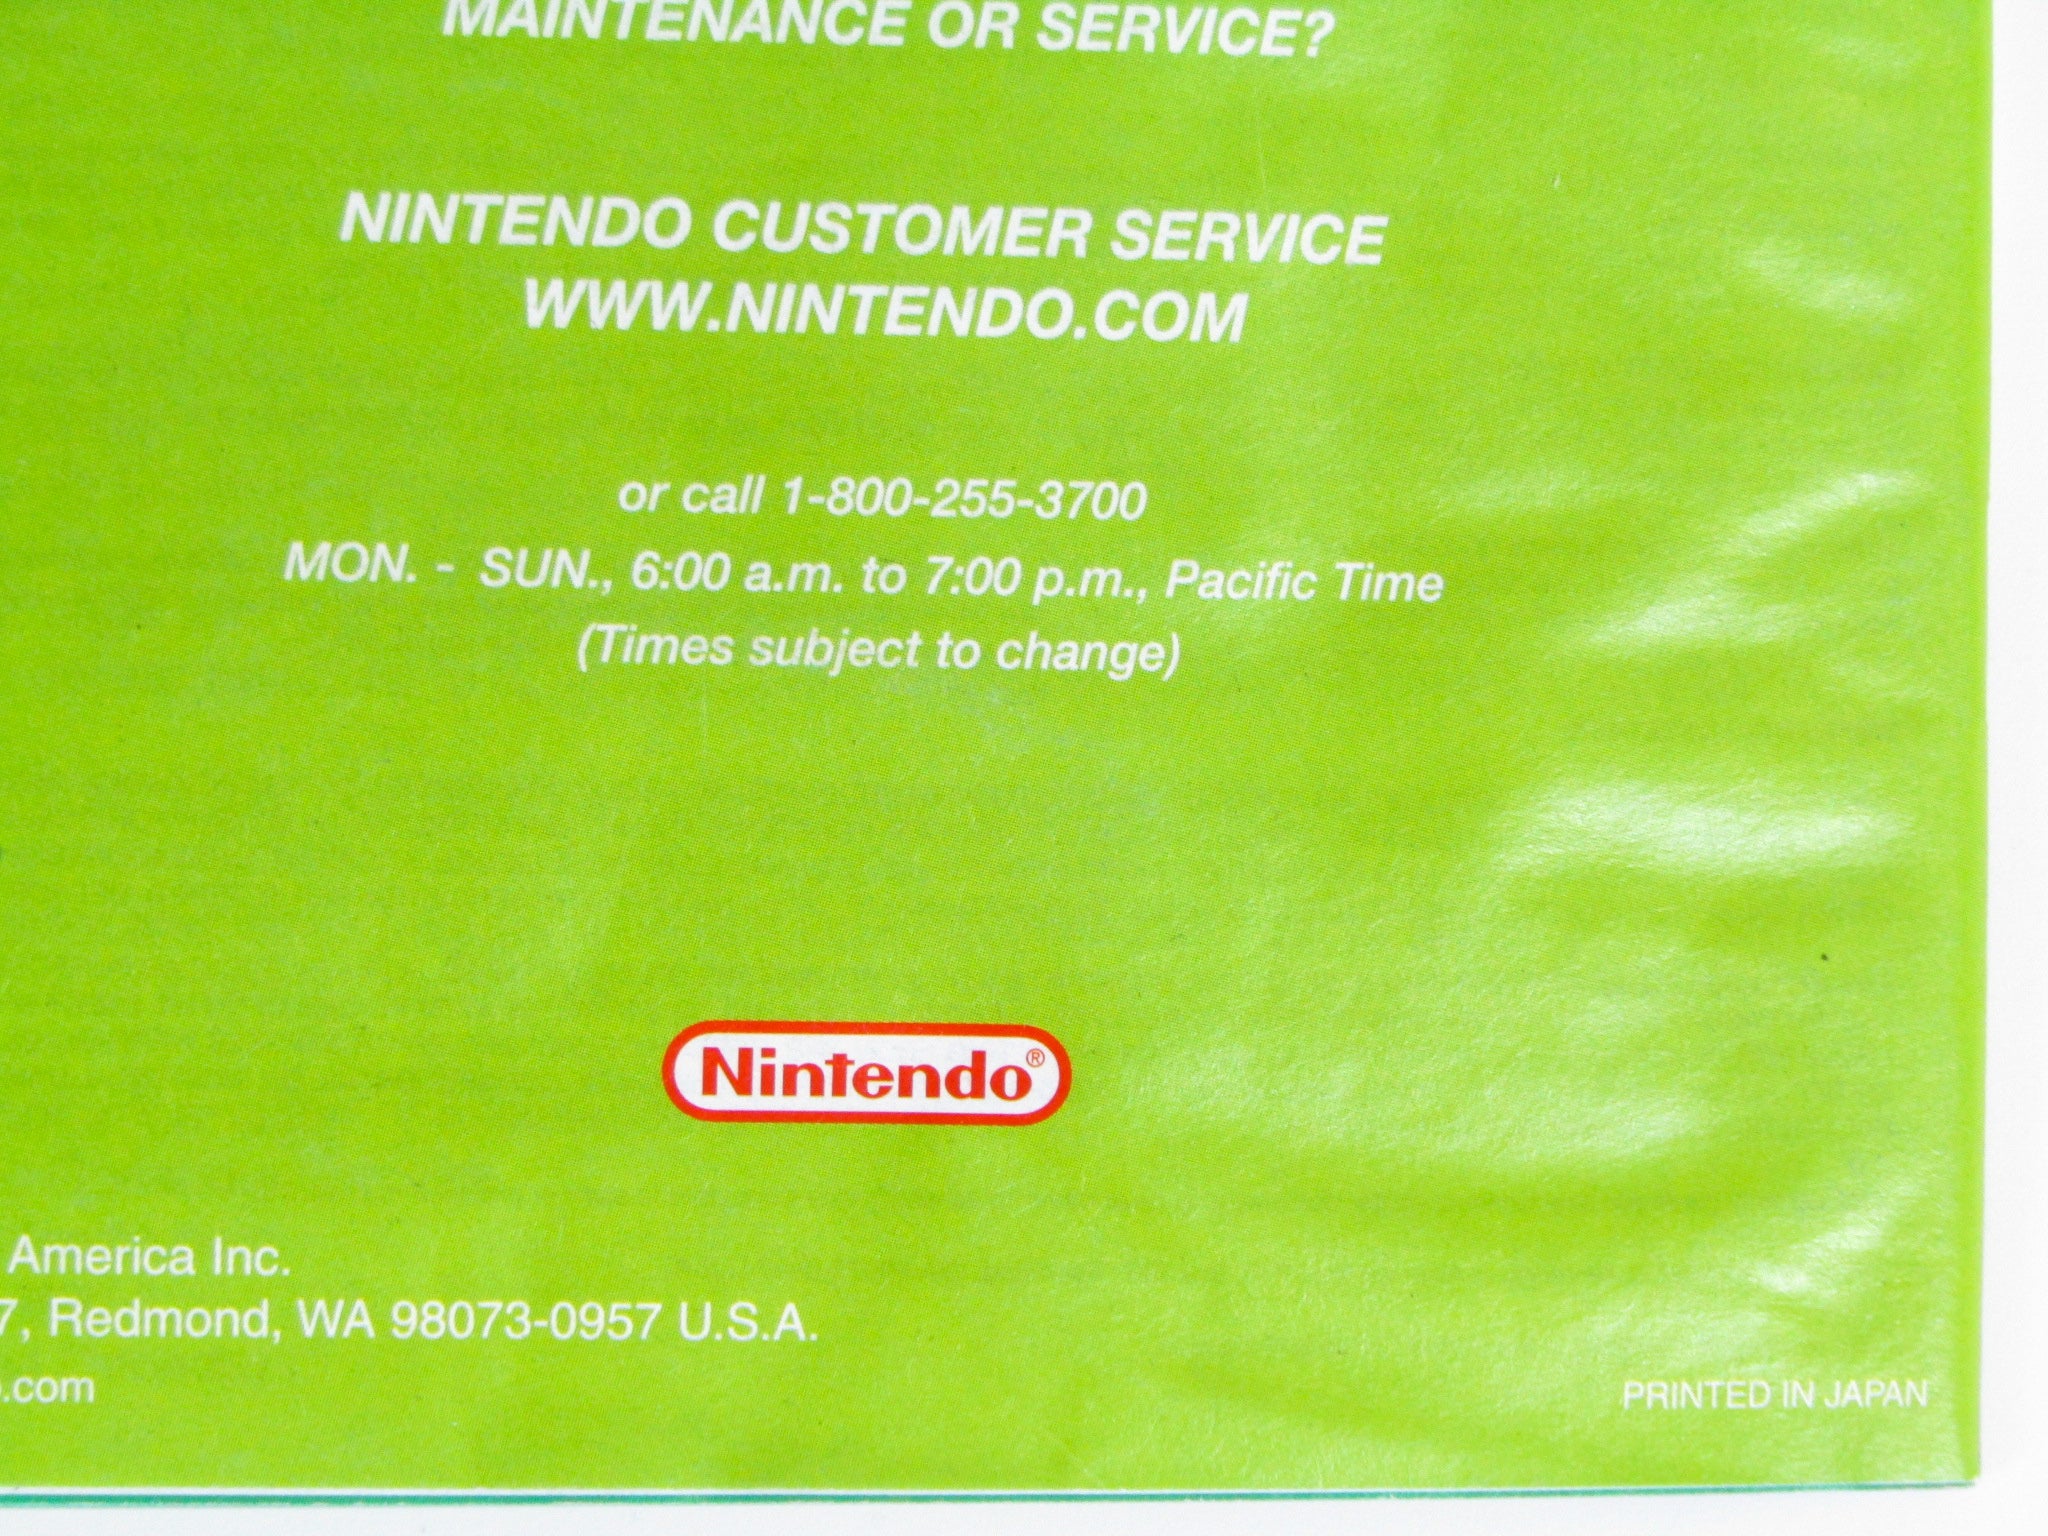 MAINTENANCE OR SERVICE?
NINTENDO CUSTOMER SERVICE
WWW.NINTENDO.COM
or call 1-800-255-3700
MON. - SUN., 6:00 a.m. to 7:00 p.m., Pacific Time
(Times subject to change)
Nintendo®
America Inc.
7, Redmond, WA 98073-0957 U.S.A.
.com
PRINTED IN JAPAN